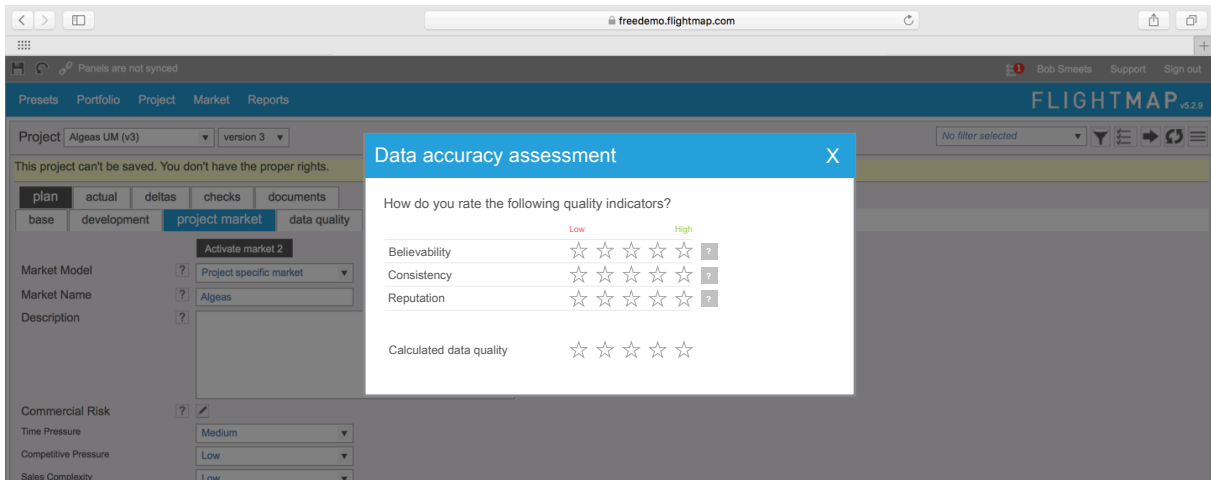 freedemo.flightmap.com
Panels are not synced
1
Bob Smeets Support Sign out
Presets Portfolio Project Market Reports
FLIGHTMAP v5.2.9
Project Algeas UM (v3) version 3
No filter selected
This project can't be saved. You don't have the proper rights.
plan actual deltas checks documents
base development project market data quality
Activate market 2
Market Model ? Project specific market
Market Name ? Algeas
Description ?
Commercial Risk ?
Time Pressure Medium
Competitive Pressure Low
Sales Complexity Low
Data accuracy assessment X
How do you rate the following quality indicators?
Low High
Believability ?
Consistency ?
Reputation ?
Calculated data quality